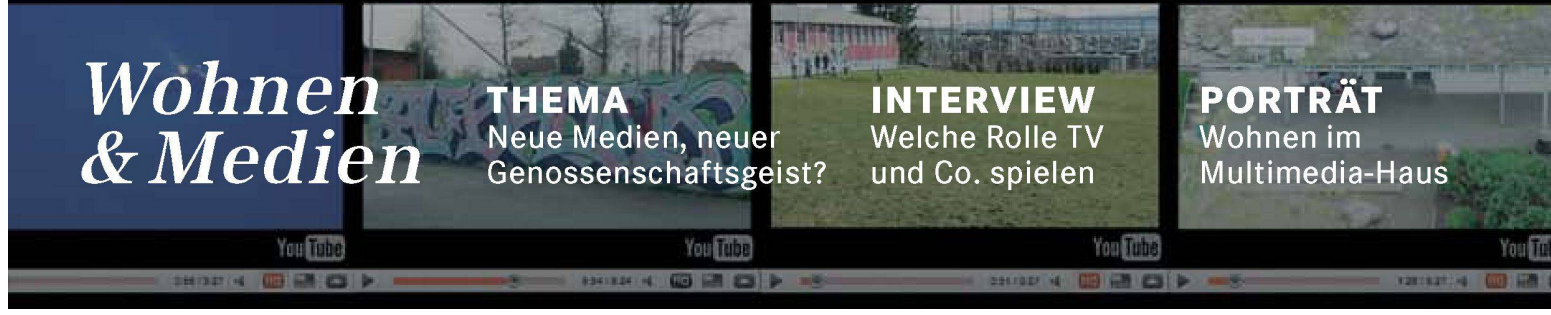 Wohnen
& Medien
THEMA
Neue Medien, neuer
Genossenschaftsgeist?
INTERVIEW
Welche Rolle TV
und Co. spielen
PORTRÄT
Wohnen im
Multimedia-Haus
YouTube
YouTube
YouTube